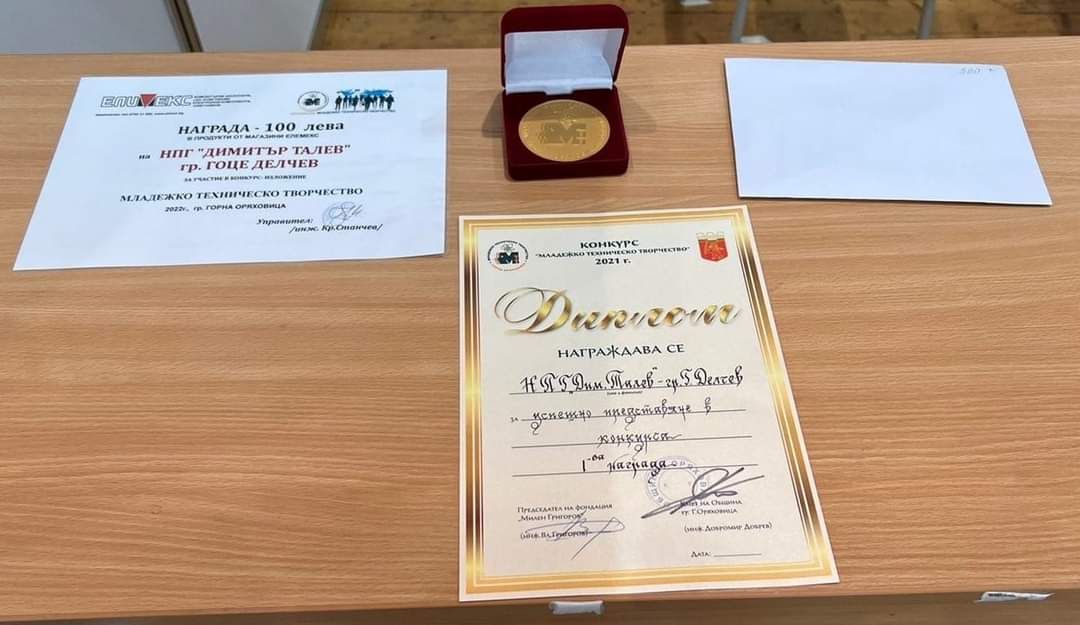 ЕЛИМЕКС
НАГРАДА - 100 лева
В ПРОДУКТИ ОТ МАГАЗИНИ ЕЛЕМЕКС
на НПГ "ДИМИТЪР ТАЛЕВ"
гр. ГОЦЕ ДЕЛЧЕВ
ЗА УЧАСТИЕ В КОНКУРС-ИЗЛОЖЕНИЕ
МЛАДЕЖКО ТЕХНИЧЕСКО ТВОРЧЕСТВО
2022г., гр. ГОРНА ОРЯХОВИЦА
Управител:
/инж. Кр.Станчев/
КОНКУРС
"МЛАДЕЖКО ТЕХНИЧЕСКО ТВОРЧЕСТВО"
2021 г.
Диплом
НАГРАЖДАВА СЕ
НПГ"Дим. Талев"-гр.Г.Делчев
за успешно представяне в
конкурса
1-ва награда
Председател на фондация
„Милен Григоров"
(инж.Вл.Григоров)
Кмет на Община
гр. Г.Оряховица
(инж.Добромир Добрев)
Дата: